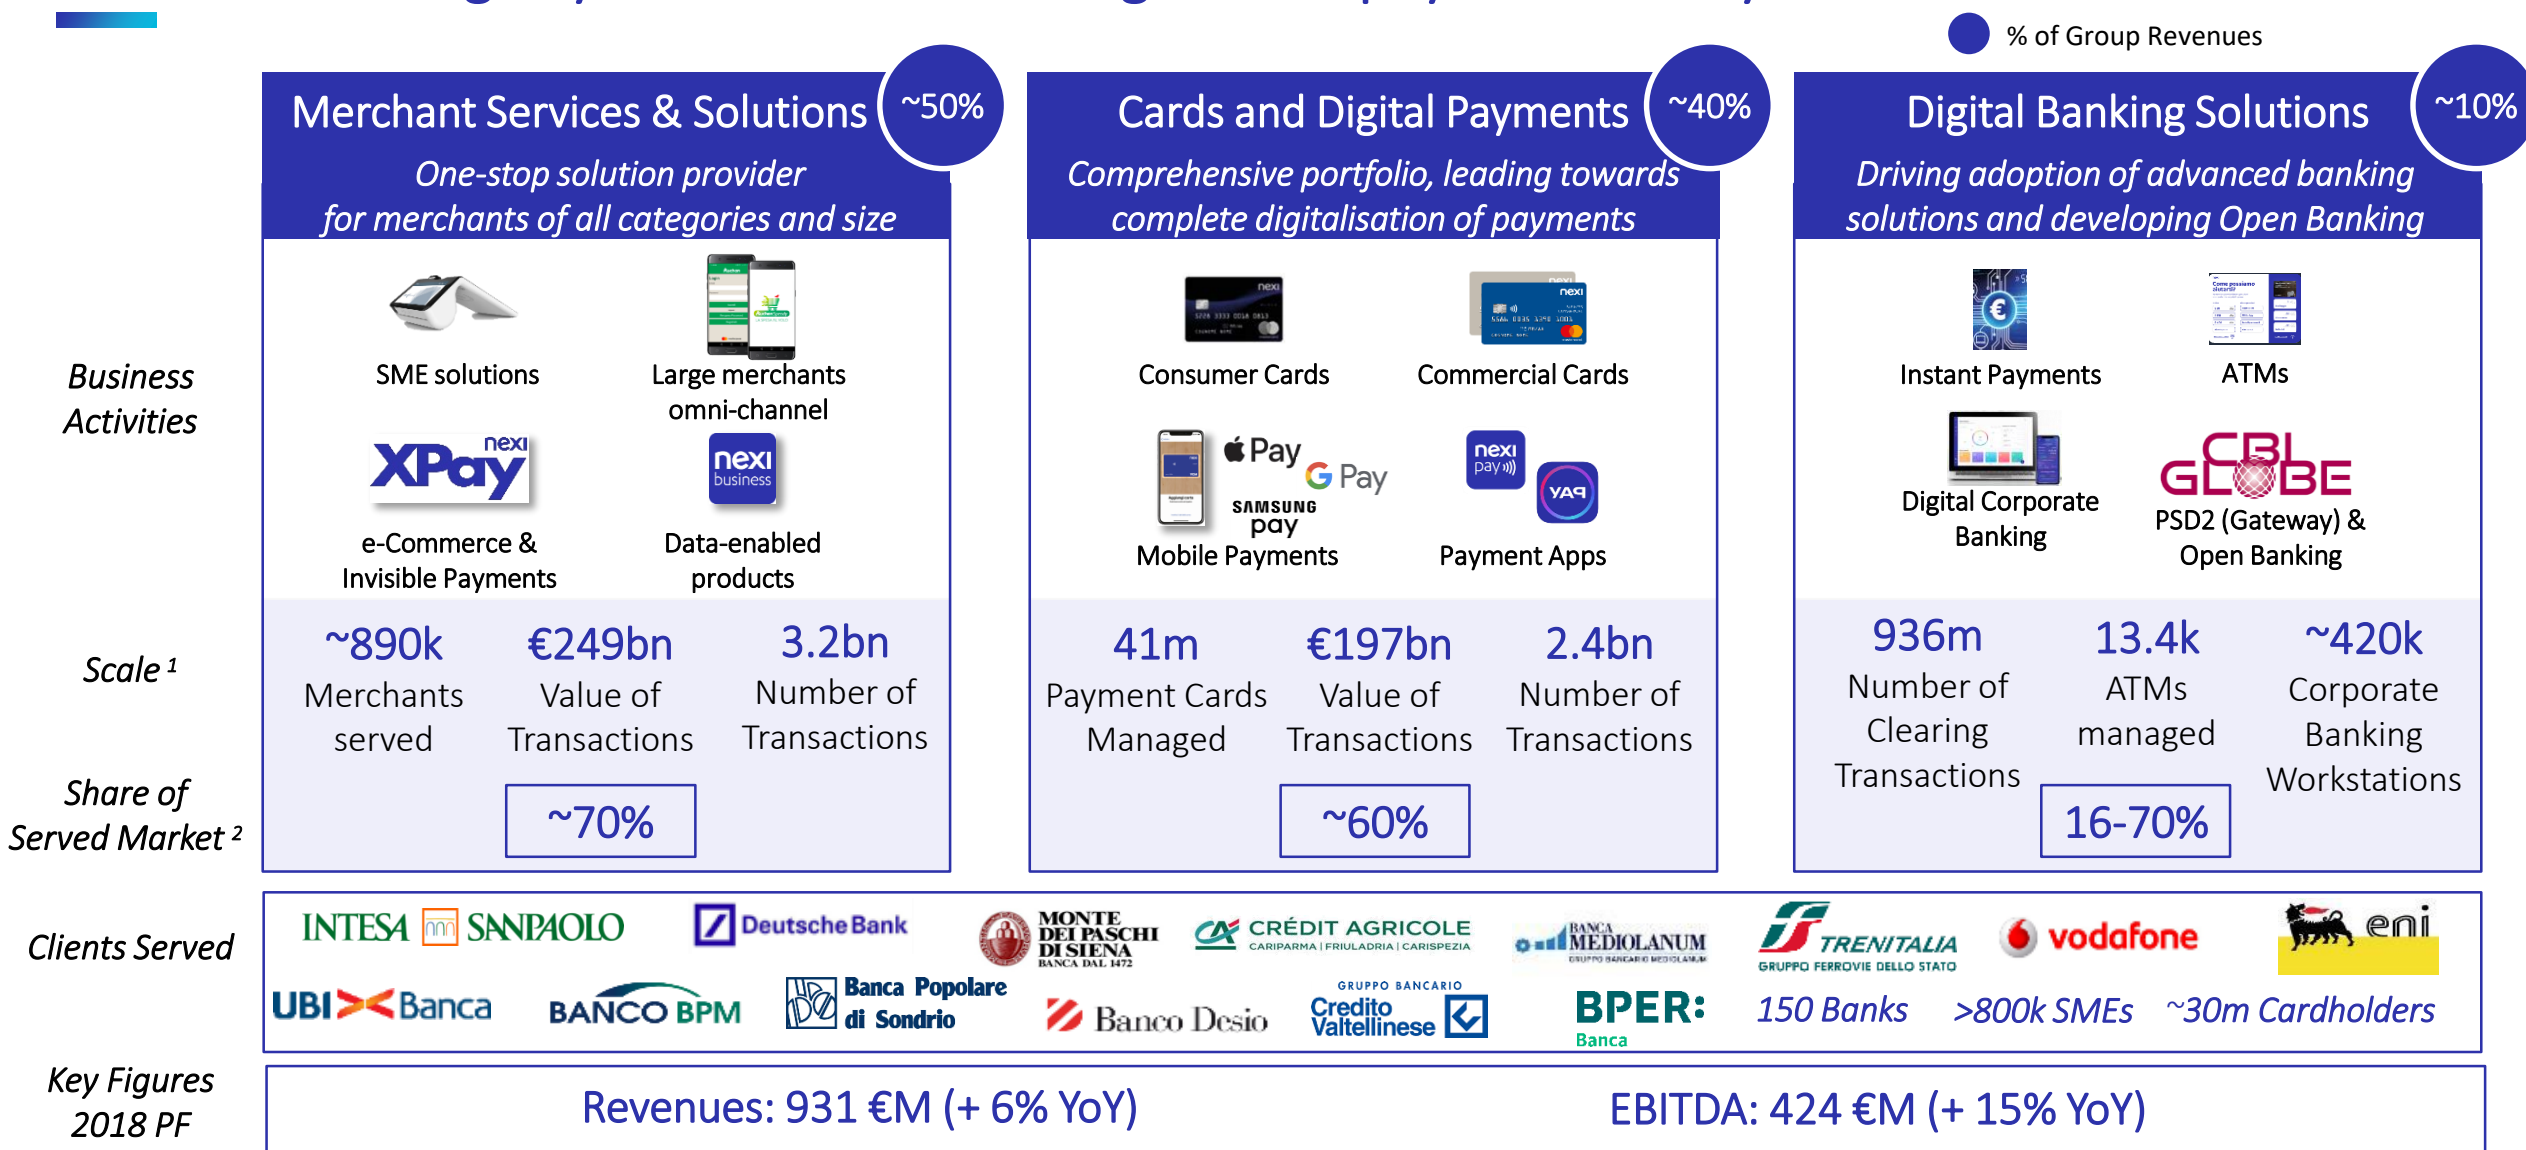 % of Group Revenues
Merchant Services & Solutions
~50%
One-stop solution provider
for merchants of all categories and size
Cards and Digital Payments
~40%
Comprehensive portfolio, leading towards
complete digitalisation of payments
Digital Banking Solutions
~10%
Driving adoption of advanced banking
solutions and developing Open Banking
Business
Activities
SME solutions
Large merchants
omni-channel
XPay nexi
e-Commerce &
Invisible Payments
nexi
business
Data-enabled
products
nexi
Consumer Cards
nexi
Commercial Cards
Pay
G Pay
SAMSUNG
pay
Mobile Payments
nexi
pay
YAP
Payment Apps
Instant Payments
ATMs
Digital Corporate
Banking
CBI
GLOBE
PSD2 (Gateway) &
Open Banking
Scale 1
~890k
Merchants
served
€249bn
Value of
Transactions
3.2bn
Number of
Transactions
41m
Payment Cards
Managed
€197bn
Value of
Transactions
2.4bn
Number of
Transactions
936m
Number of
Clearing
Transactions
13.4k
ATMs
managed
~420k
Corporate
Banking
Workstations
Share of
Served Market 2
~70%
~60%
16-70%
Clients Served
INTESA SANPAOLO
Deutsche Bank
MONTE
DEI PASCHI
DI SIENA
BANCA DAL 1472
CA CRÉDIT AGRICOLE
CARIPARMA | FRIULADRIA | CARISPEZIA
BANCA
MEDIOLANUM
GRUPPO BANCARIO MEDIOLANUM
TRENITALIA
GRUPPO FERROVIE DELLO STATO
vodafone
eni
UBI Banca
BANCO BPM
Banca Popolare
di Sondrio
Banco Desio
GRUPPO BANCARIO
Credito
Valtellinese
BPER:
Banca
150 Banks
>800k SMEs
~30m Cardholders
Key Figures
2018 PF
Revenues: 931 €M (+ 6% YoY)
EBITDA: 424 €M (+ 15% YoY)